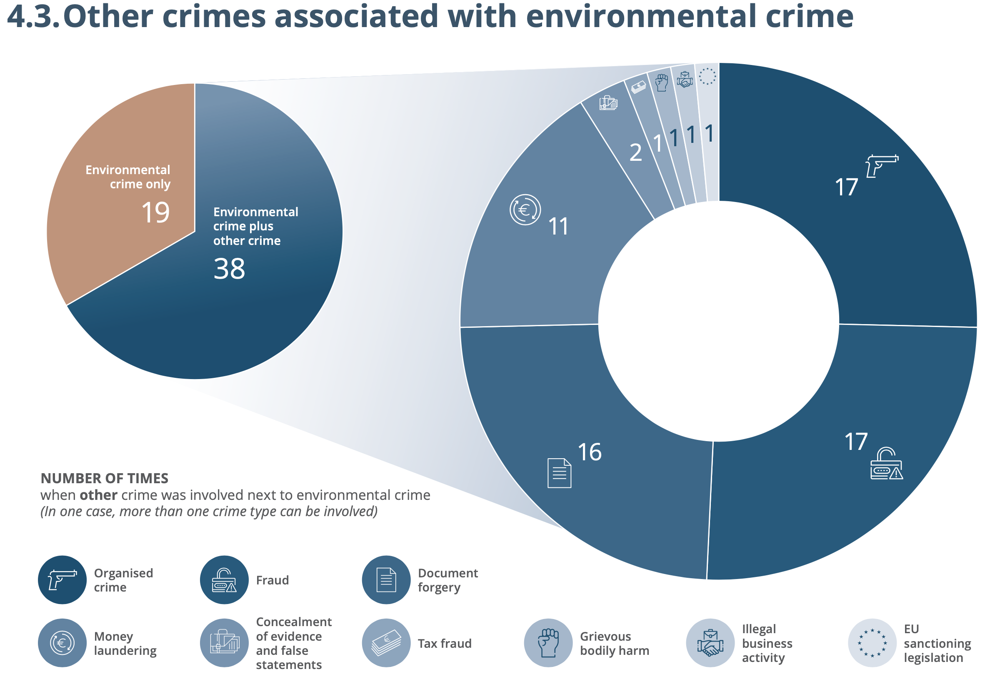 4.3. Other crimes associated with environmental crime
Environmental
crime only
19
Environmental
crime plus
other crime
38
2
1
1
1
1
17
11
17
16
NUMBER OF TIMES
when other crime was involved next to environmental crime
(In one case, more than one crime type can be involved)
Organised
crime
Fraud
Document
forgery
Money
laundering
Concealment
of evidence
and false
statements
Tax fraud
Grievous
bodily harm
Illegal
business
activity
EU
sanctioning
legislation